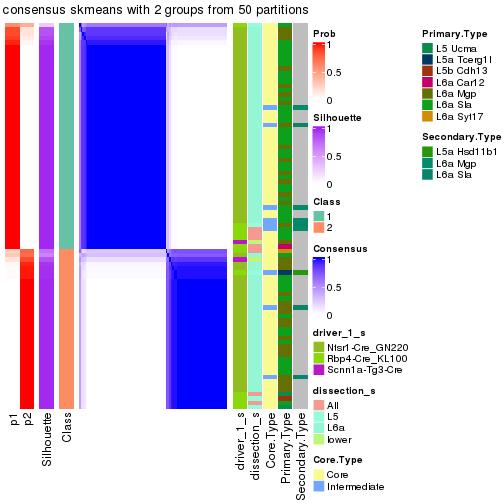 consensus skmeans with 2 groups from 50 partitions
Prob
1
0.5
0
Silhouette
1
0.5
0
Class
1
2
Consensus
1
0.5
0
driver_1_s
Ntsr1-Cre_GN220
Rbp4-Cre_KL100
Scnn1a-Tg3-Cre
dissection_s
All
L5
L6a
lower
Core.Type
Core
Intermediate
Primary.Type
L5 Ucma
L5a Tcerg1l
L5b Cdh13
L6a Car12
L6a Mgp
L6a Sla
L6a Syt17
Secondary.Type
L5a Hsd11b1
L6a Mgp
L6a Sla
p1
p2
Silhouette
Class
driver_1_s
dissection_s
Core.Type
Primary.Type
Secondary.Type